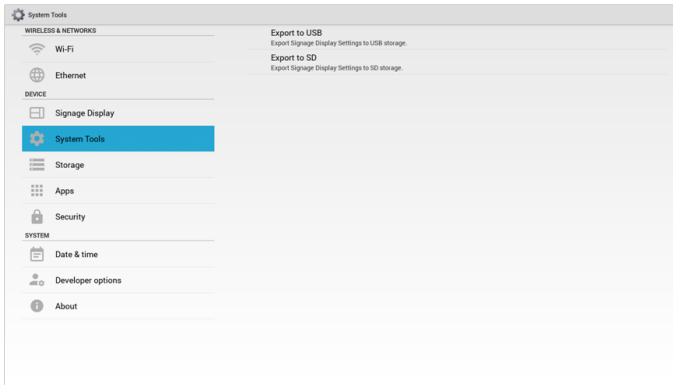 System Tools
WIRELESS & NETWORKS
Wi-Fi
Ethernet
DEVICE
Signage Display
System Tools
Storage
Apps
Security
SYSTEM
Date & time
Developer options
About
Export to USB
Export Signage Display Settings to USB storage.
Export to SD
Export Signage Display Settings to SD storage.